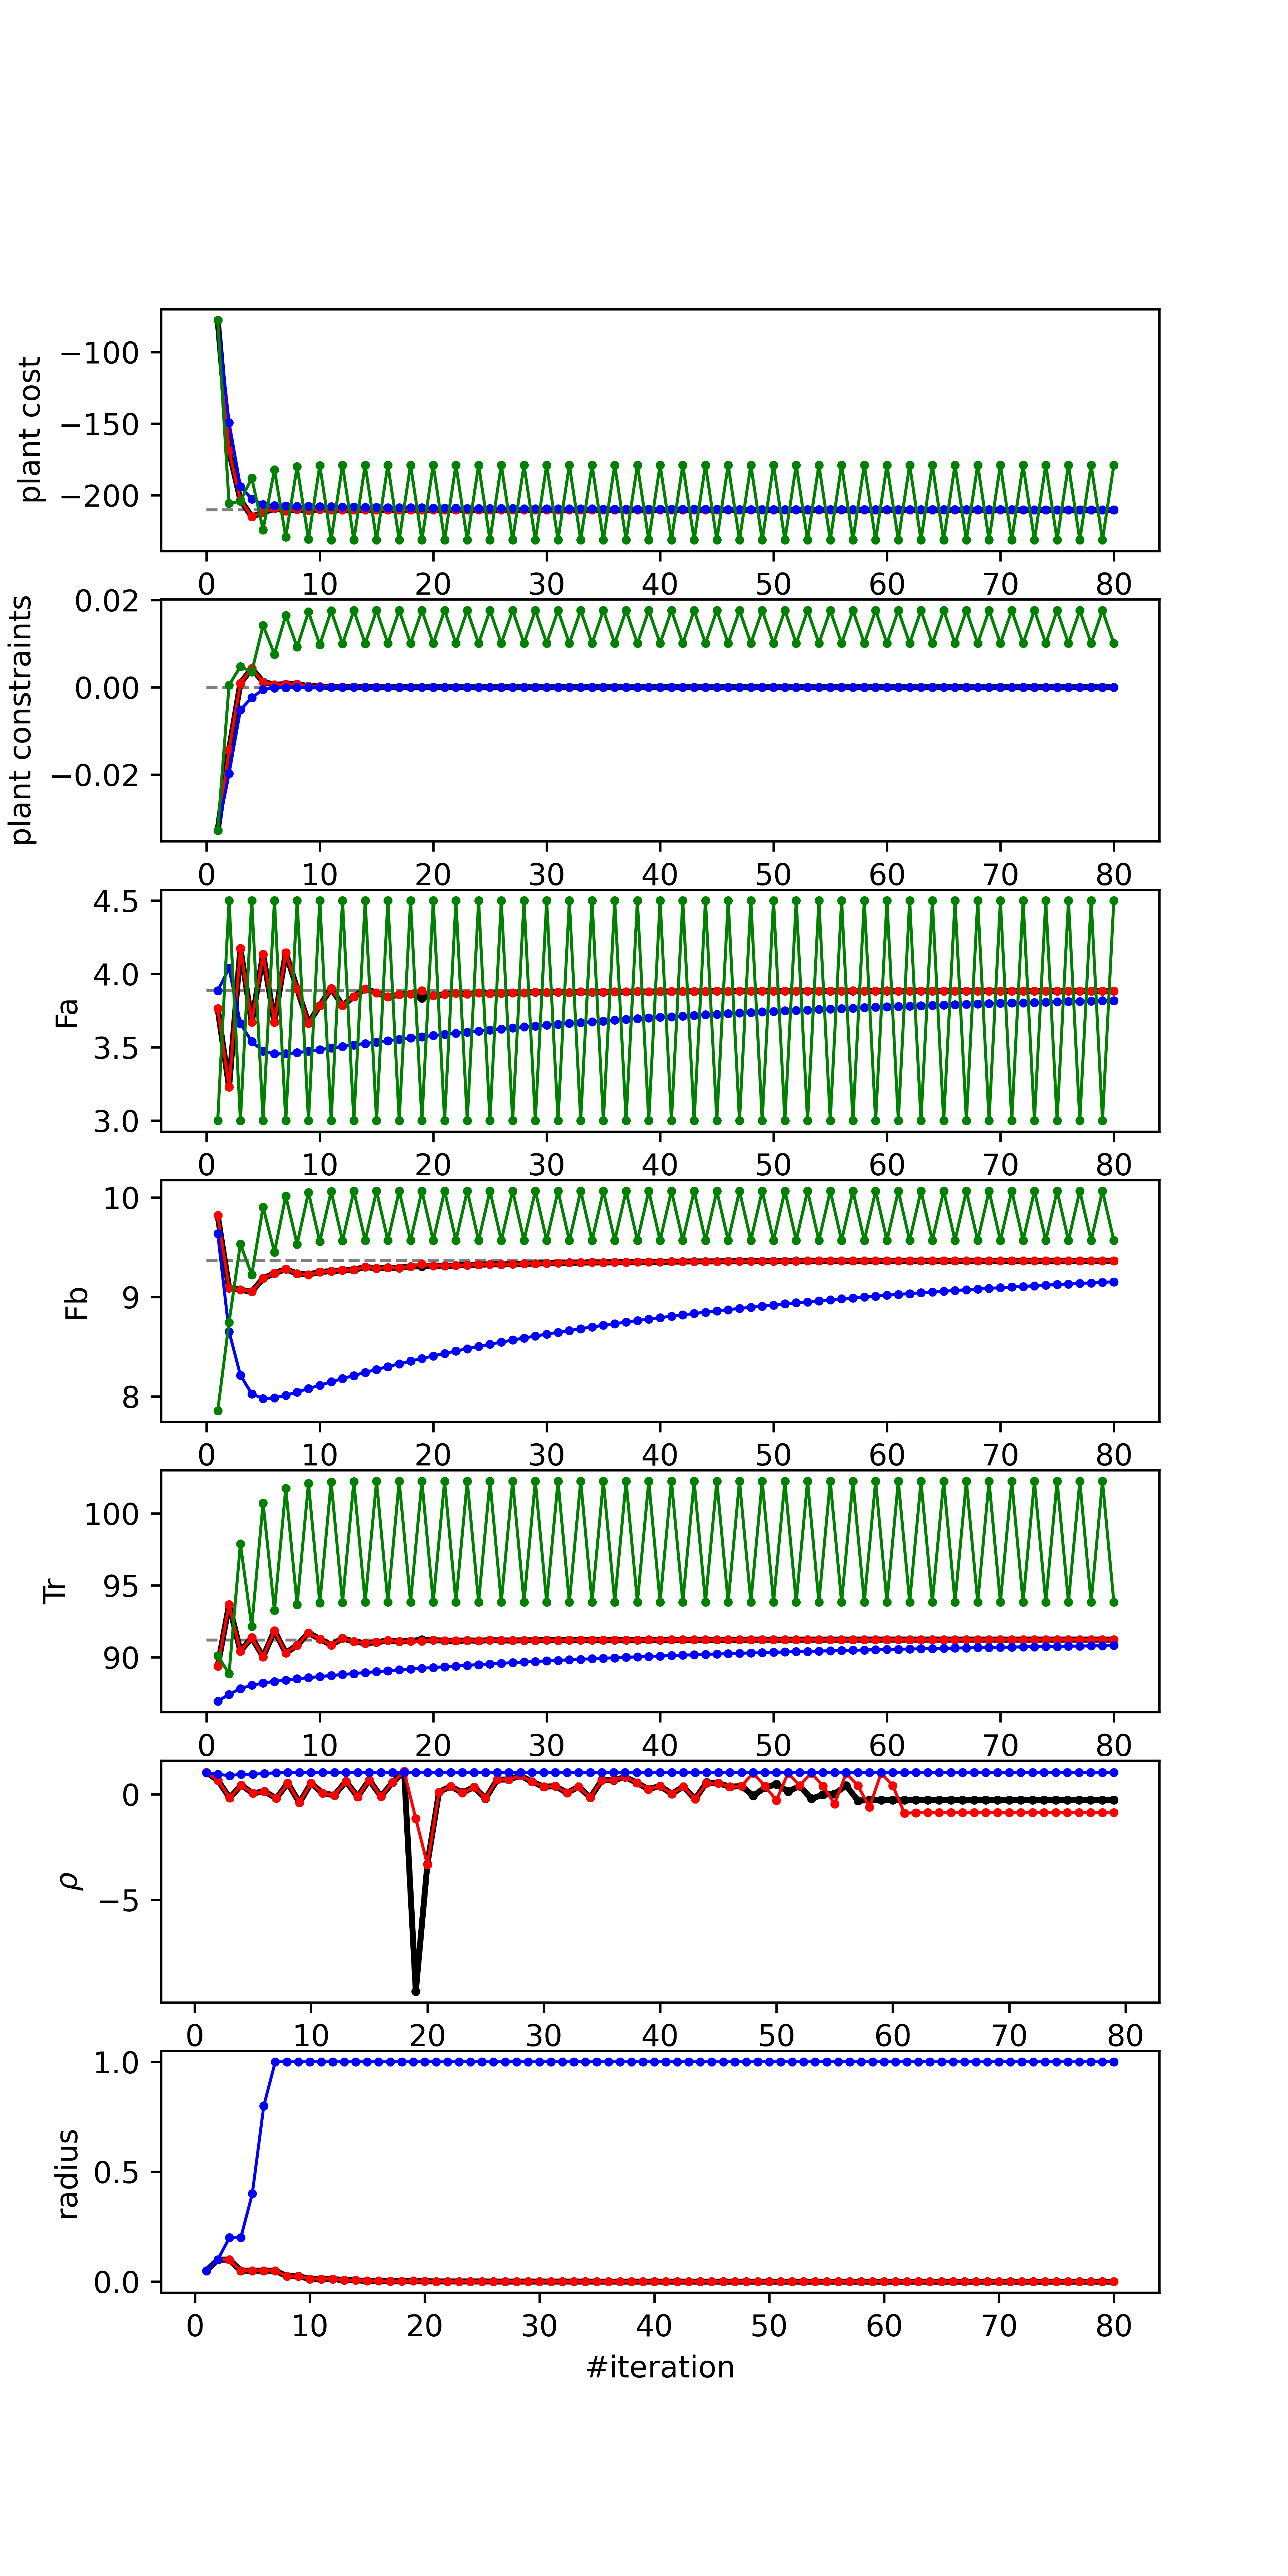 plant cost
−100
−150
−200
0 10 20 30 40 50 60 70 80
plant constraints
0.02
0.00
−0.02
0 10 20 30 40 50 60 70 80
Fa
4.5
4.0
3.5
3.0
0 10 20 30 40 50 60 70 80
Fb
10
9
8
0 10 20 30 40 50 60 70 80
Tr
100
95
90
0 10 20 30 40 50 60 70 80
ρ
0
−5
0 10 20 30 40 50 60 70 80
radius
1.0
0.5
0.0
0 10 20 30 40 50 60 70 80
#iteration